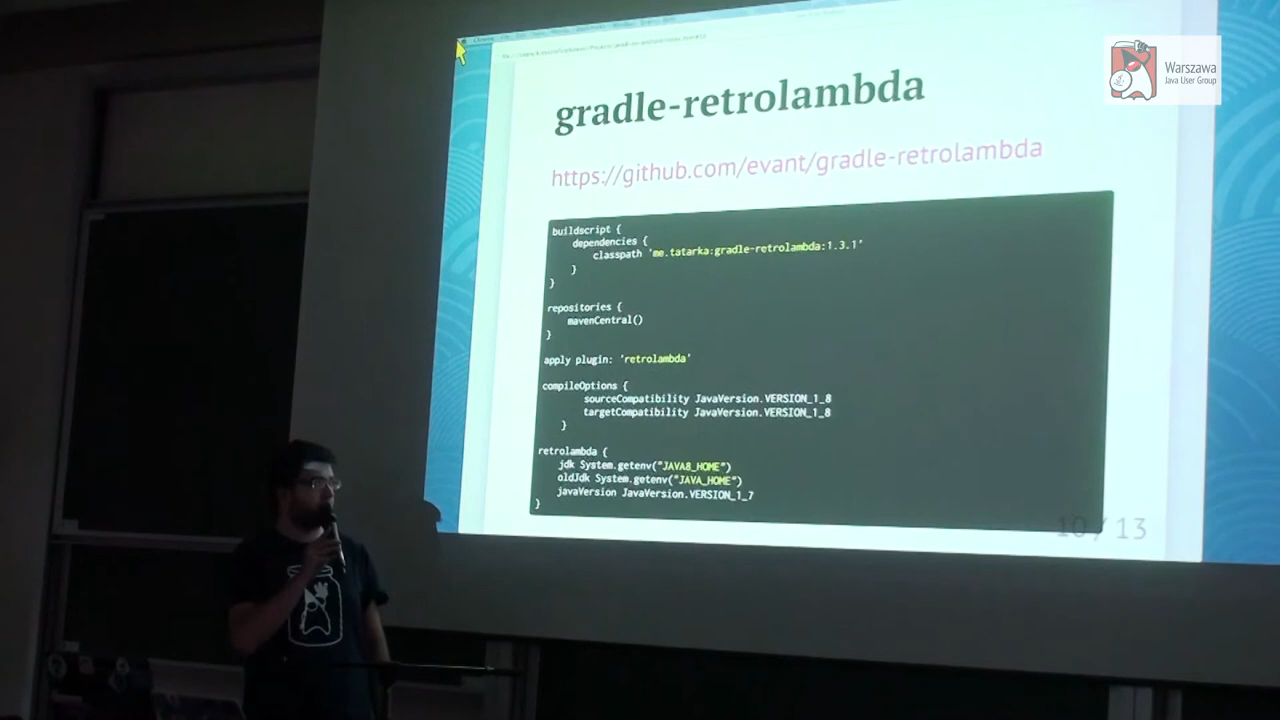 gradle-retrolambda
https://github.com/evant/gradle-retrolambda
buildscript {
dependencies {
classpath 'me.tatarka:gradle-retrolambda:1.3.1'
}
}
repositories {
mavenCentral()
}
apply plugin: 'retrolambda'
compileOptions {
sourceCompatibility JavaVersion.VERSION_1_8
targetCompatibility JavaVersion.VERSION_1_8
}
retrolambda {
jdk System.getenv("JAVA8_HOME")
oldJdk System.getenv("JAVA_HOME")
javaVersion JavaVersion.VERSION_1_7
}
10 / 13
Warszawa
Java User Group